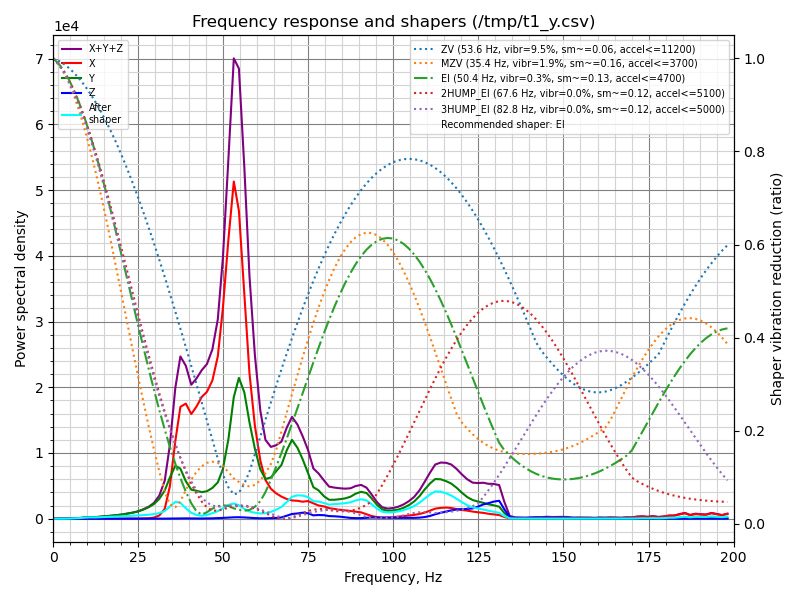 Frequency response and shapers (/tmp/t1_y.csv)
1e4
X+Y+Z
X
Y
Z
After
shaper
ZV (53.6 Hz, vibr=9.5%, sm~=0.06, accel<=11200)
MZV (35.4 Hz, vibr=1.9%, sm~=0.16, accel<=3700)
EI (50.4 Hz, vibr=0.3%, sm~=0.13, accel<=4700)
2HUMP_EI (67.6 Hz, vibr=0.0%, sm~=0.12, accel<=5100)
3HUMP_EI (82.8 Hz, vibr=0.0%, sm~=0.12, accel<=5000)
Recommended shaper: EI
Power spectral density
7
6
5
4
3
2
1
0
1.0
0.8
0.6
0.4
0.2
0.0
Shaper vibration reduction (ratio)
0 25 50 75 100 125 150 175 200
Frequency, Hz